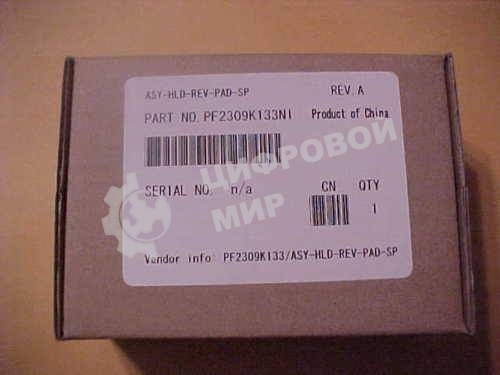 ASY-HLD-REV-PAD-SP REV.A
PART NO. PF2309K133NI Product of China
SERIAL NO. n/a CN QTY
1
Vendor info: PF2309K133/ASY-HLD-REV-PAD-SP
ЦИФРОВОЙ
МИР